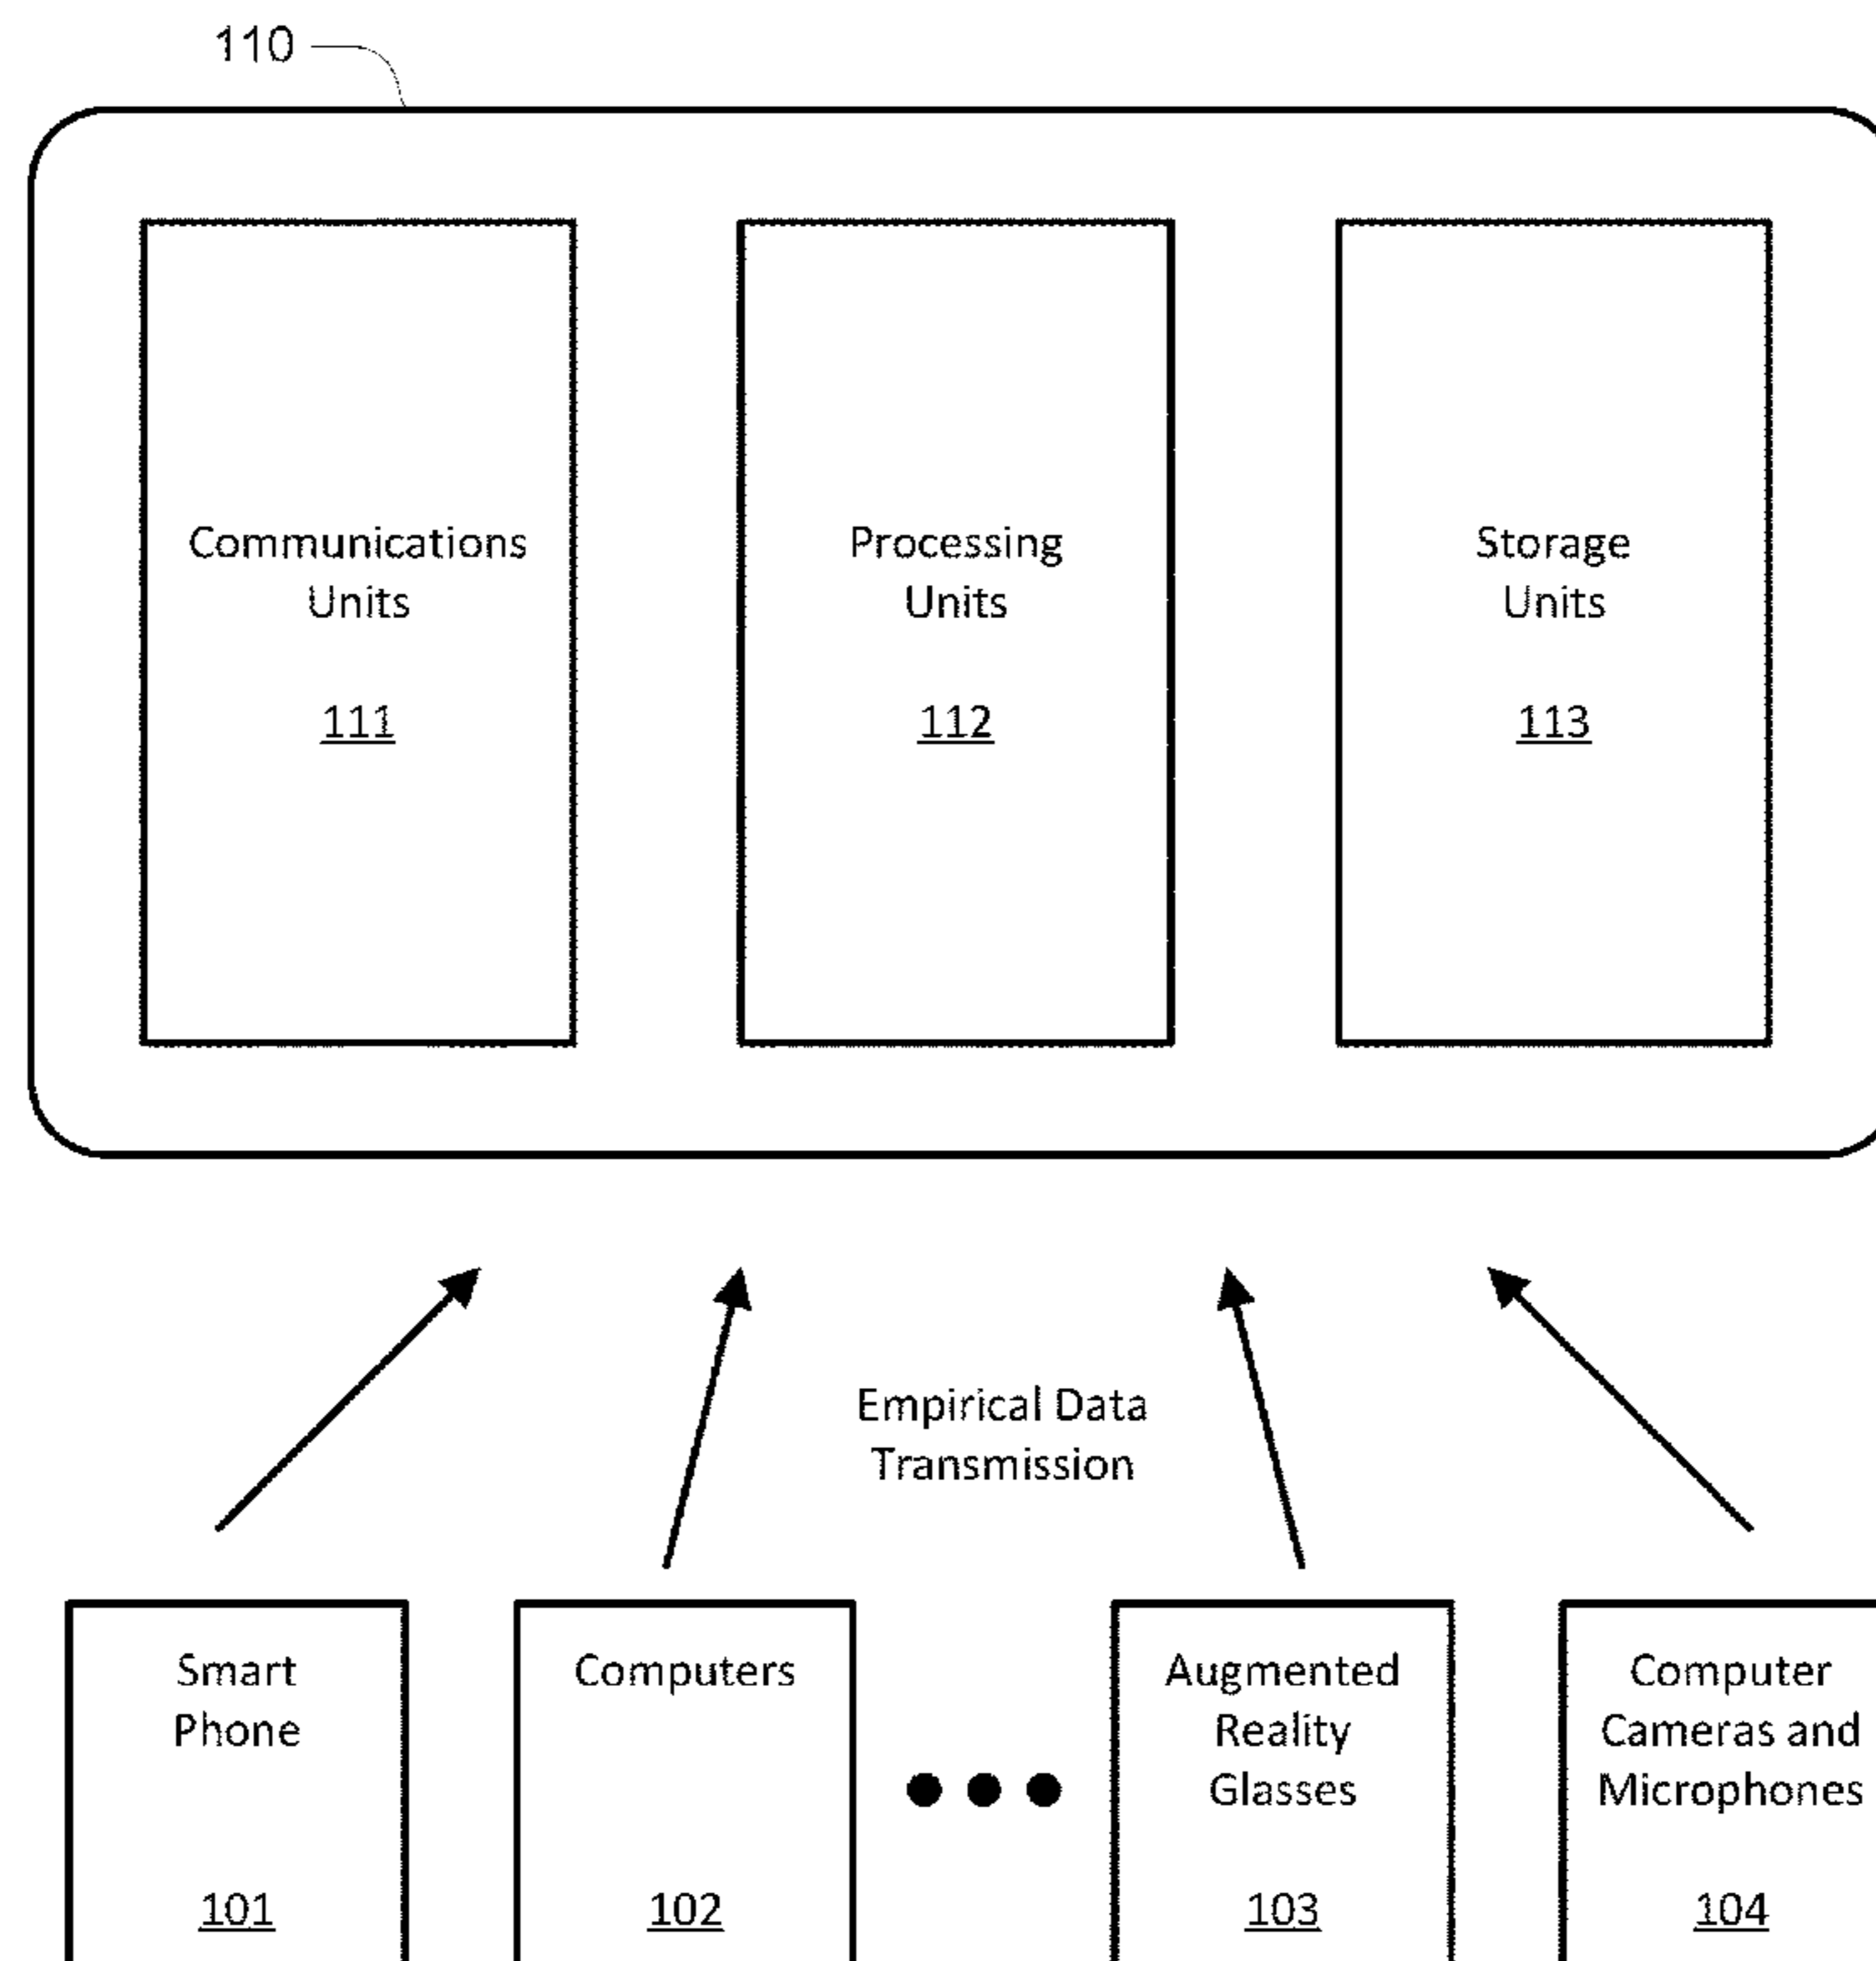 110
Communications
Units
111
Processing
Units
112
Storage
Units
113
Empirical Data
Transmission
Smart
Phone
101
Computers
102
Augmented
Reality
Glasses
103
Computer
Cameras and
Microphones
104